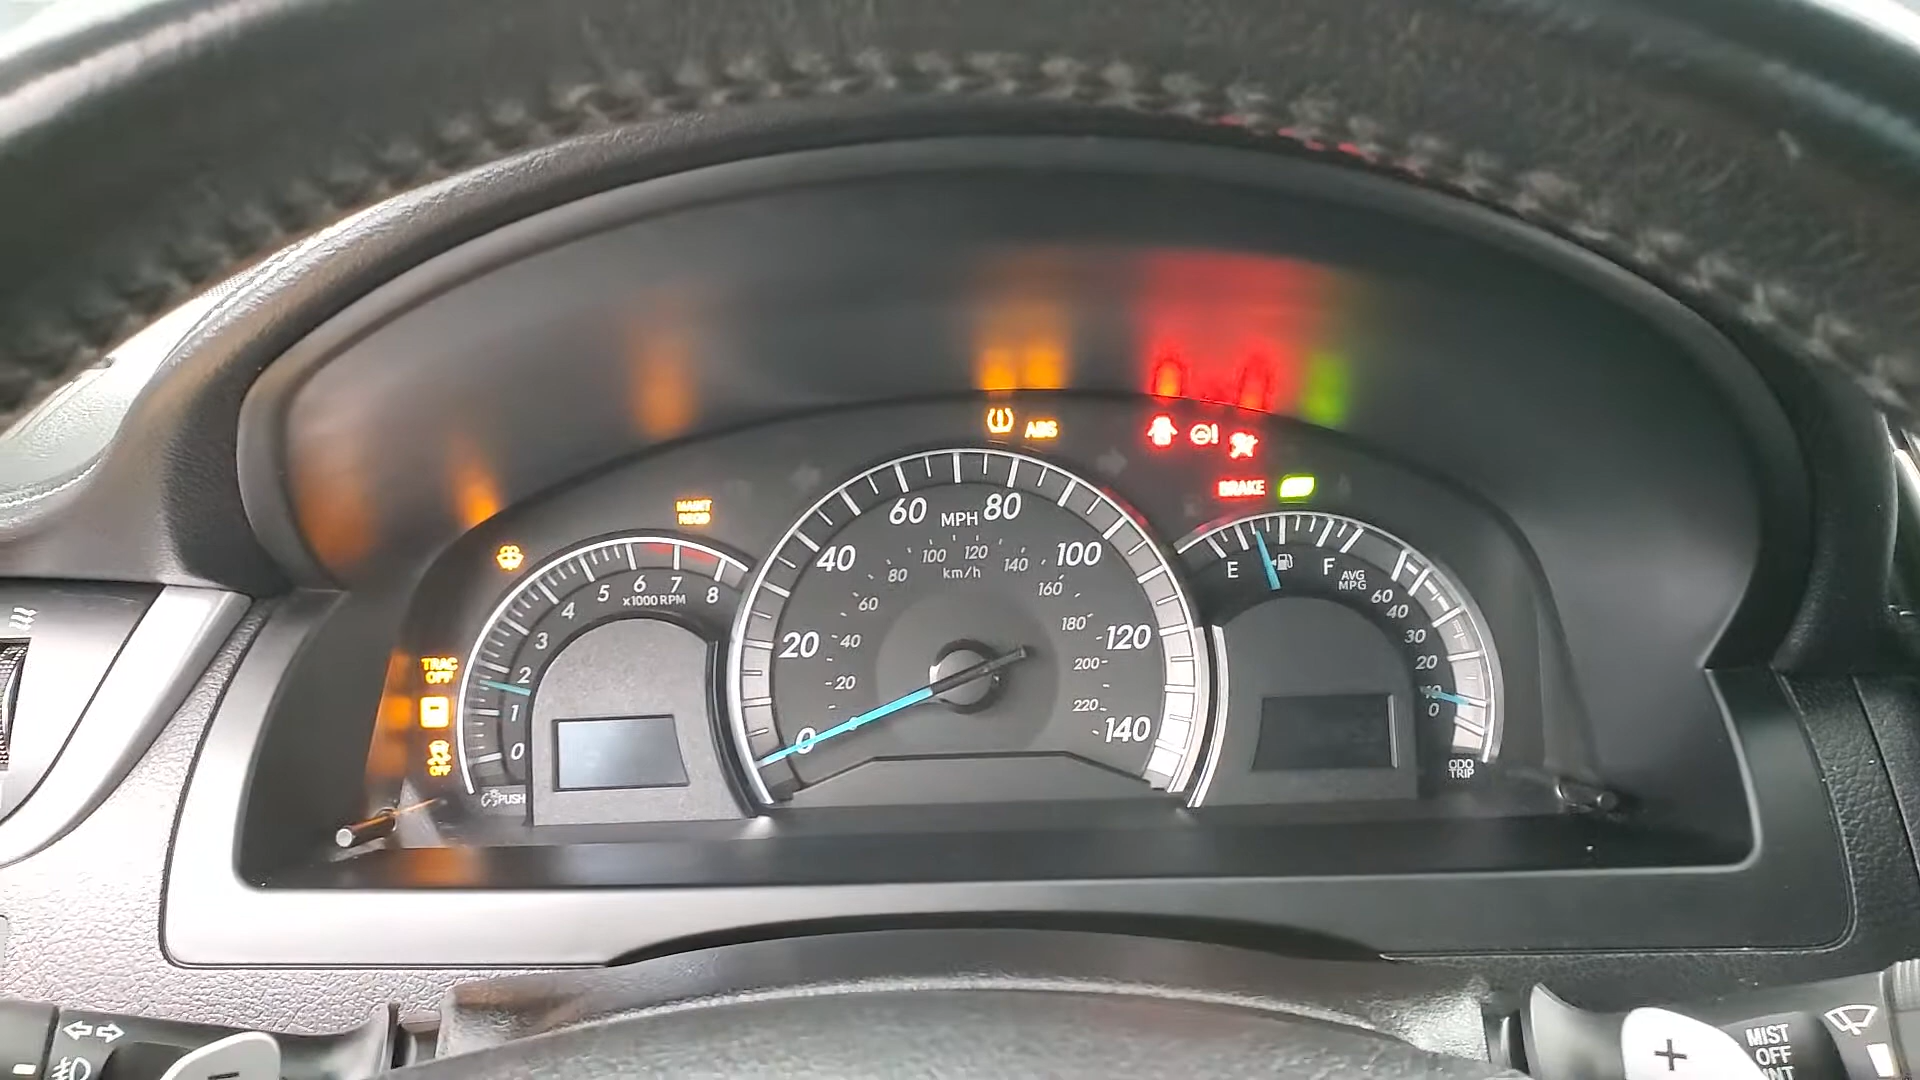 ABS
BRAKE
MAINT
REQD
TRAC
OFF
OFF
0
1
2
3
4
5
6
7
8
x1000 RPM
PUSH
0
20
40
60
80
100
120
140
MPH
20
40
60
80
100
120
140
160
180
200
220
km/h
E
F
AVG
MPG
60
40
30
20
10
0
ODO
TRIP
−
+
MIST
OFF
INT